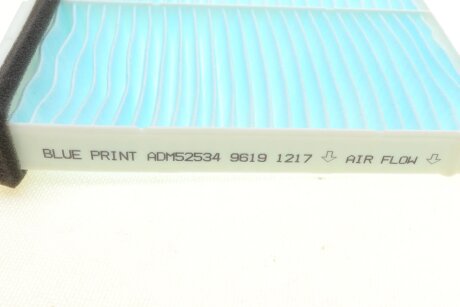 BLUE PRINT ADM52534 9619 1217 ⇩ AIR FLOW ⇩